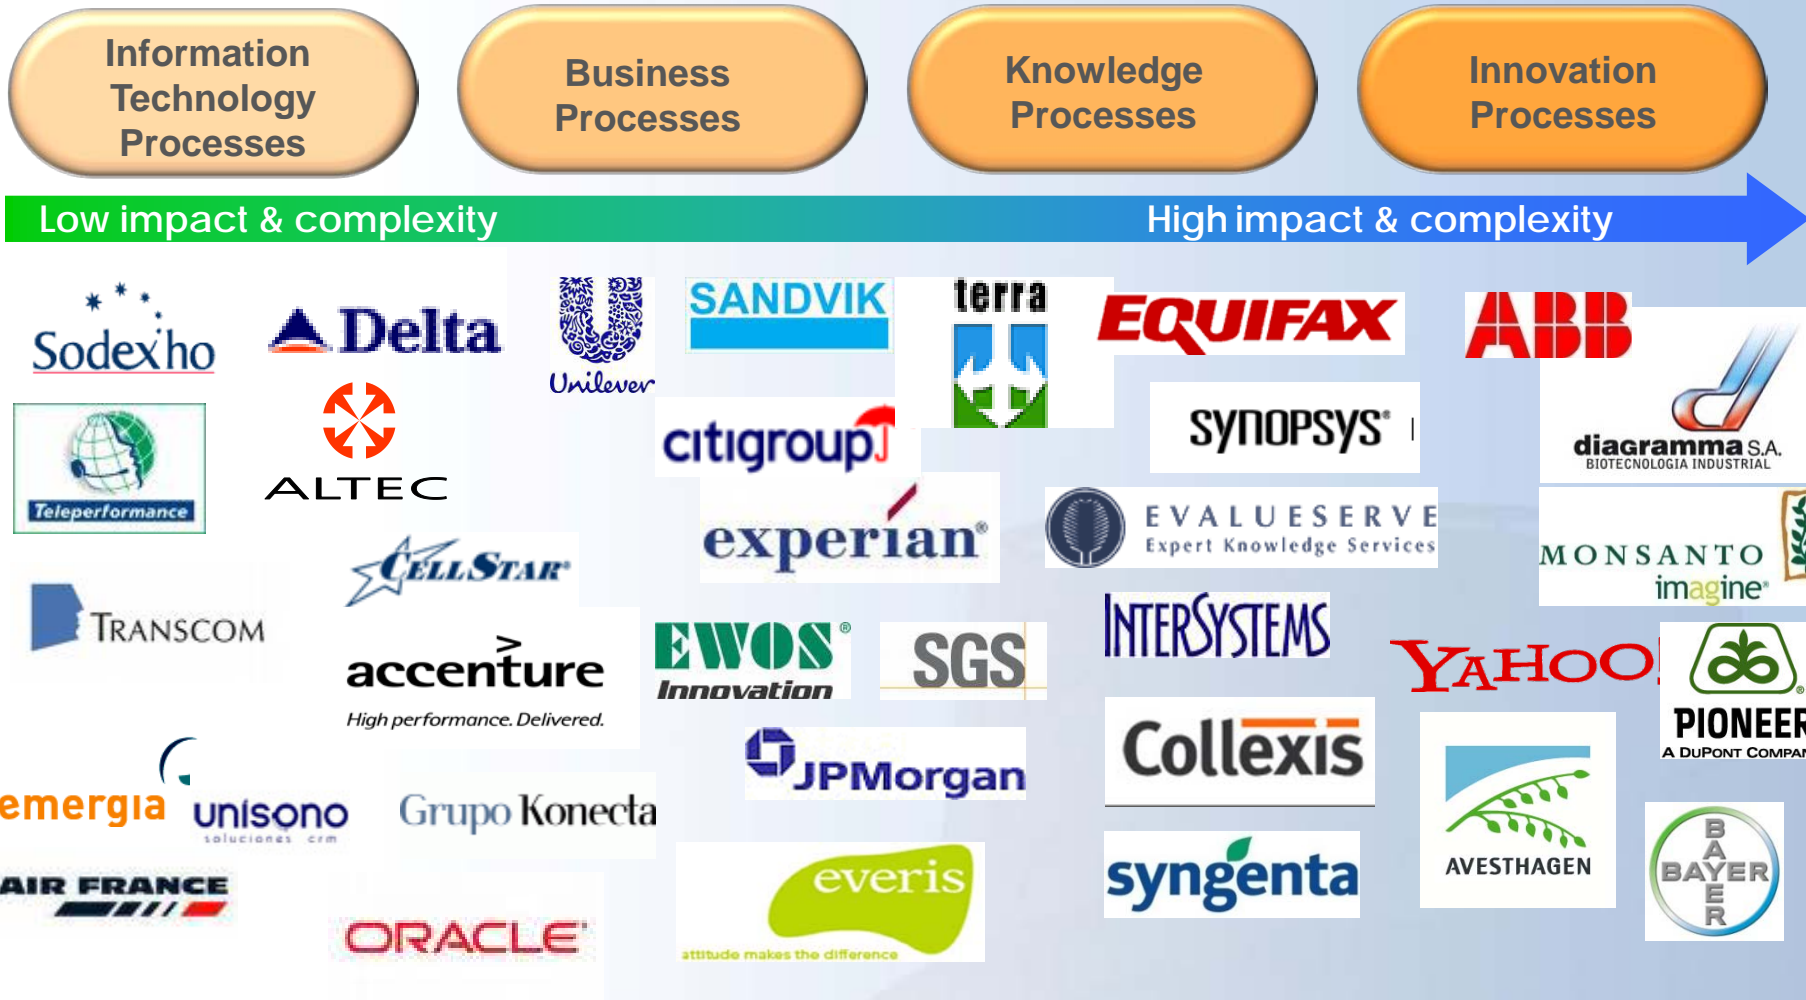 Information
Technology
Processes
Business
Processes
Knowledge
Processes
Innovation
Processes
Low impact & complexity
High impact & complexity
Sodexho
Delta
Unilever
SANDVIK
terra
EQUIFAX
ABB
diagramma S.A.
BIOTECNOLOGIA INDUSTRIAL
Teleperformance
ALTEC
citigroup
SYNOPSYS®
experian®
EVALUESERVE
Expert Knowledge Services
MONSANTO
imagine®
CELLSTAR®
TRANSCOM
accenture
High performance. Delivered.
EWOS®
Innovation
SGS
INTERSYSTEMS
YAHOO!
PIONEER
®
A DUPONT COMPAN
JPMorgan
Collexis
AVESTHAGEN
emergia
unísono
soluciones crm
Grupo Konecta
everis
attitude makes the difference
syngenta
BAYER
BAYER
AIR FRANCE
ORACLE